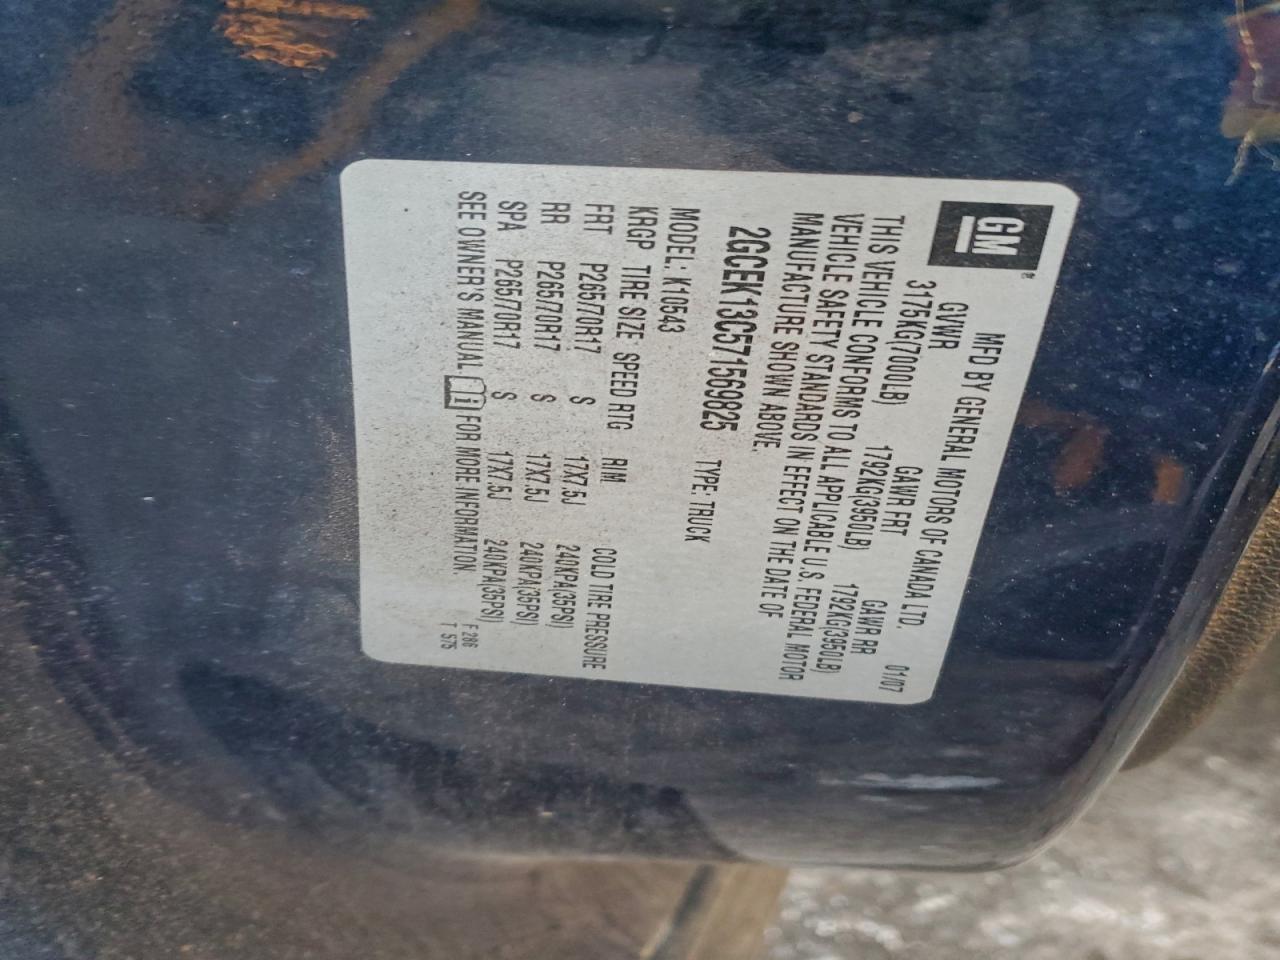 GM
MFD BY GENERAL MOTORS OF CANADA LTD
01/07
GVWR GAWR FRT GAWR RR
3175KG(7000LB) 1792KG(3950LB) 1792KG(3950LB)
THIS VEHICLE CONFORMS TO ALL APPLICABLE U.S. FEDERAL MOTOR
VEHICLE SAFETY STANDARDS IN EFFECT ON THE DATE OF
MANUFACTURE SHOWN ABOVE.
2GCEK13C571569825 TYPE: TRUCK
MODEL: K10543
KRGP TIRE SIZE SPEED RTG RIM COLD TIRE PRESSURE
FRT P265/70R17 S 17X7.5J 240KPA(35PSI)
RR P265/70R17 S 17X7.5J 240KPA(35PSI)
SPA P265/70R17 S 17X7.5J 240KPA(35PSI)
SEE OWNER'S MANUAL i FOR MORE INFORMATION.
F 286
T 575